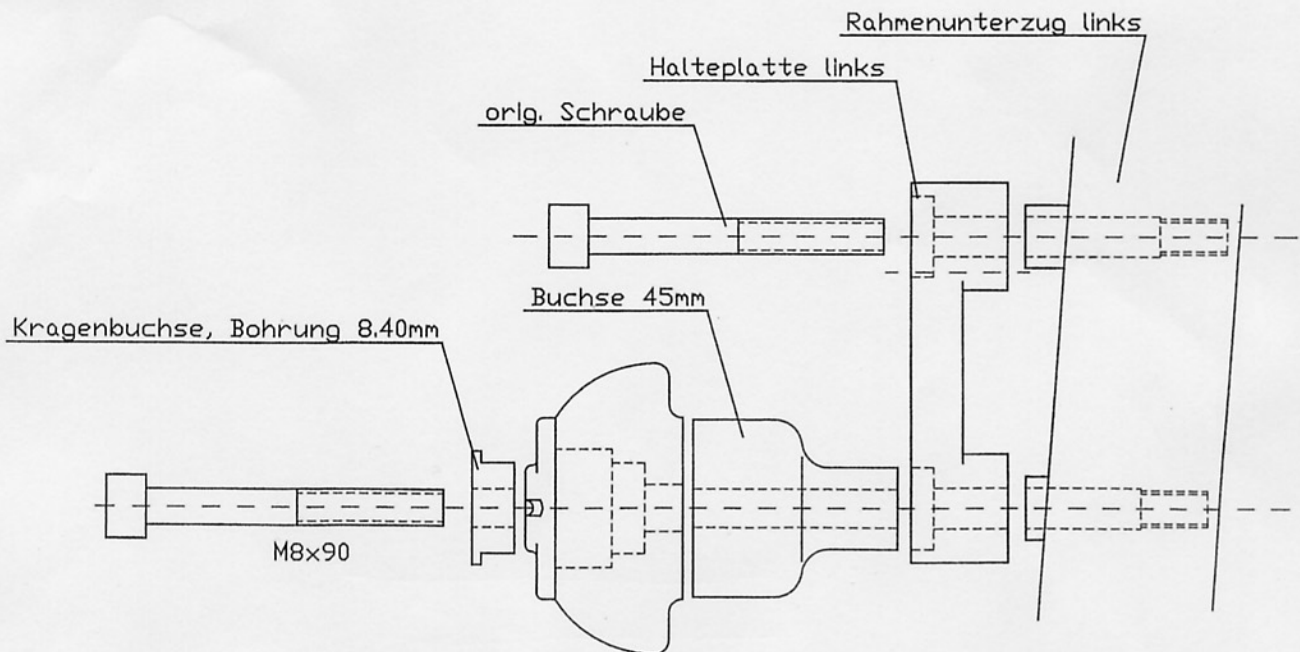 Rahmenunterzug links
Halteplatte links
orig. Schraube
Buchse 45mm
Kragenbuchse, Bohrung 8.40mm
M8x90